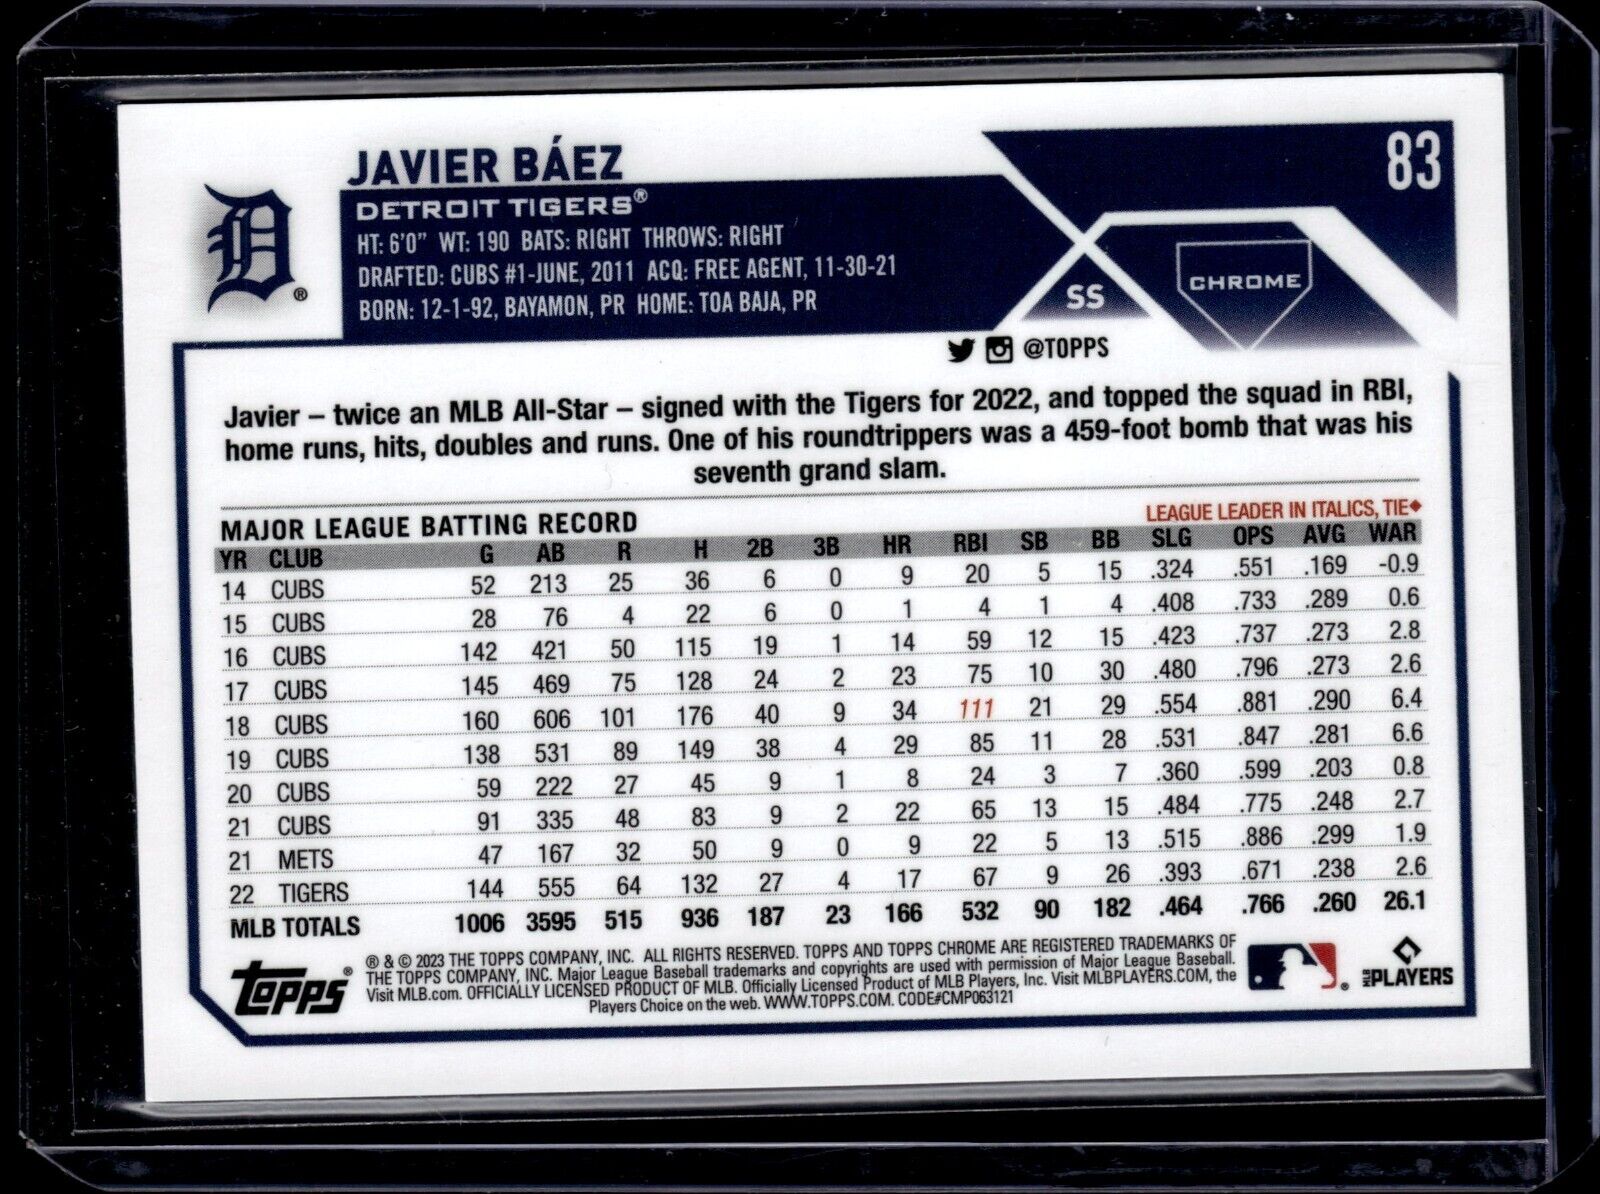 JAVIER BÁEZ
83
DETROIT TIGERS®
HT: 6'0" WT: 190 BATS: RIGHT THROWS: RIGHT
DRAFTED: CUBS #1-JUNE, 2011 ACQ: FREE AGENT, 11-30-21
BORN: 12-1-92, BAYAMON, PR HOME: TOA BAJA, PR
SS
CHROME
@TOPPS
Javier – twice an MLB All-Star – signed with the Tigers for 2022, and topped the squad in RBI,
home runs, hits, doubles and runs. One of his roundtrippers was a 459-foot bomb that was his
seventh grand slam.
MAJOR LEAGUE BATTING RECORD LEAGUE LEADER IN ITALICS, TIE♦
YR CLUB G AB R H 2B 3B HR RBI SB BB SLG OPS AVG WAR
14 CUBS 52 213 25 36 6 0 9 20 5 15 .324 .551 .169 -0.9
15 CUBS 28 76 4 22 6 0 1 4 1 4 .408 .733 .289 0.6
16 CUBS 142 421 50 115 19 1 14 59 12 15 .423 .737 .273 2.8
17 CUBS 145 469 75 128 24 2 23 75 10 30 .480 .796 .273 2.6
18 CUBS 160 606 101 176 40 9 34 111 21 29 .554 .881 .290 6.4
19 CUBS 138 531 89 149 38 4 29 85 11 28 .531 .847 .281 6.6
20 CUBS 59 222 27 45 9 1 8 24 3 7 .360 .599 .203 0.8
21 CUBS 91 335 48 83 9 2 22 65 13 15 .484 .775 .248 2.7
21 METS 47 167 32 50 9 0 9 22 5 13 .515 .886 .299 1.9
22 TIGERS 144 555 64 132 27 4 17 67 9 26 .393 .671 .238 2.6
MLB TOTALS 1006 3595 515 936 187 23 166 532 90 182 .464 .766 .260 26.1
Topps®
® & © 2023 THE TOPPS COMPANY, INC. ALL RIGHTS RESERVED. TOPPS AND TOPPS CHROME ARE REGISTERED TRADEMARKS OF
THE TOPPS COMPANY, INC. Major League Baseball trademarks and copyrights are used with permission of Major League Baseball.
Visit MLB.com. OFFICIALLY LICENSED PRODUCT OF MLB. Officially Licensed Product of MLB Players, Inc. Visit MLBPLAYERS.COM, the
Players Choice on the web. WWW.TOPPS.COM. CODE#CMP063121
MLB PLAYERS